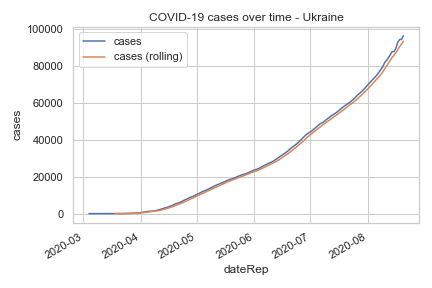 COVID-19 cases over time - Ukraine
cases
cases (rolling)
100000
80000
60000
40000
20000
0
cases
2020-03
2020-04
2020-05
2020-06
2020-07
2020-08
dateRep